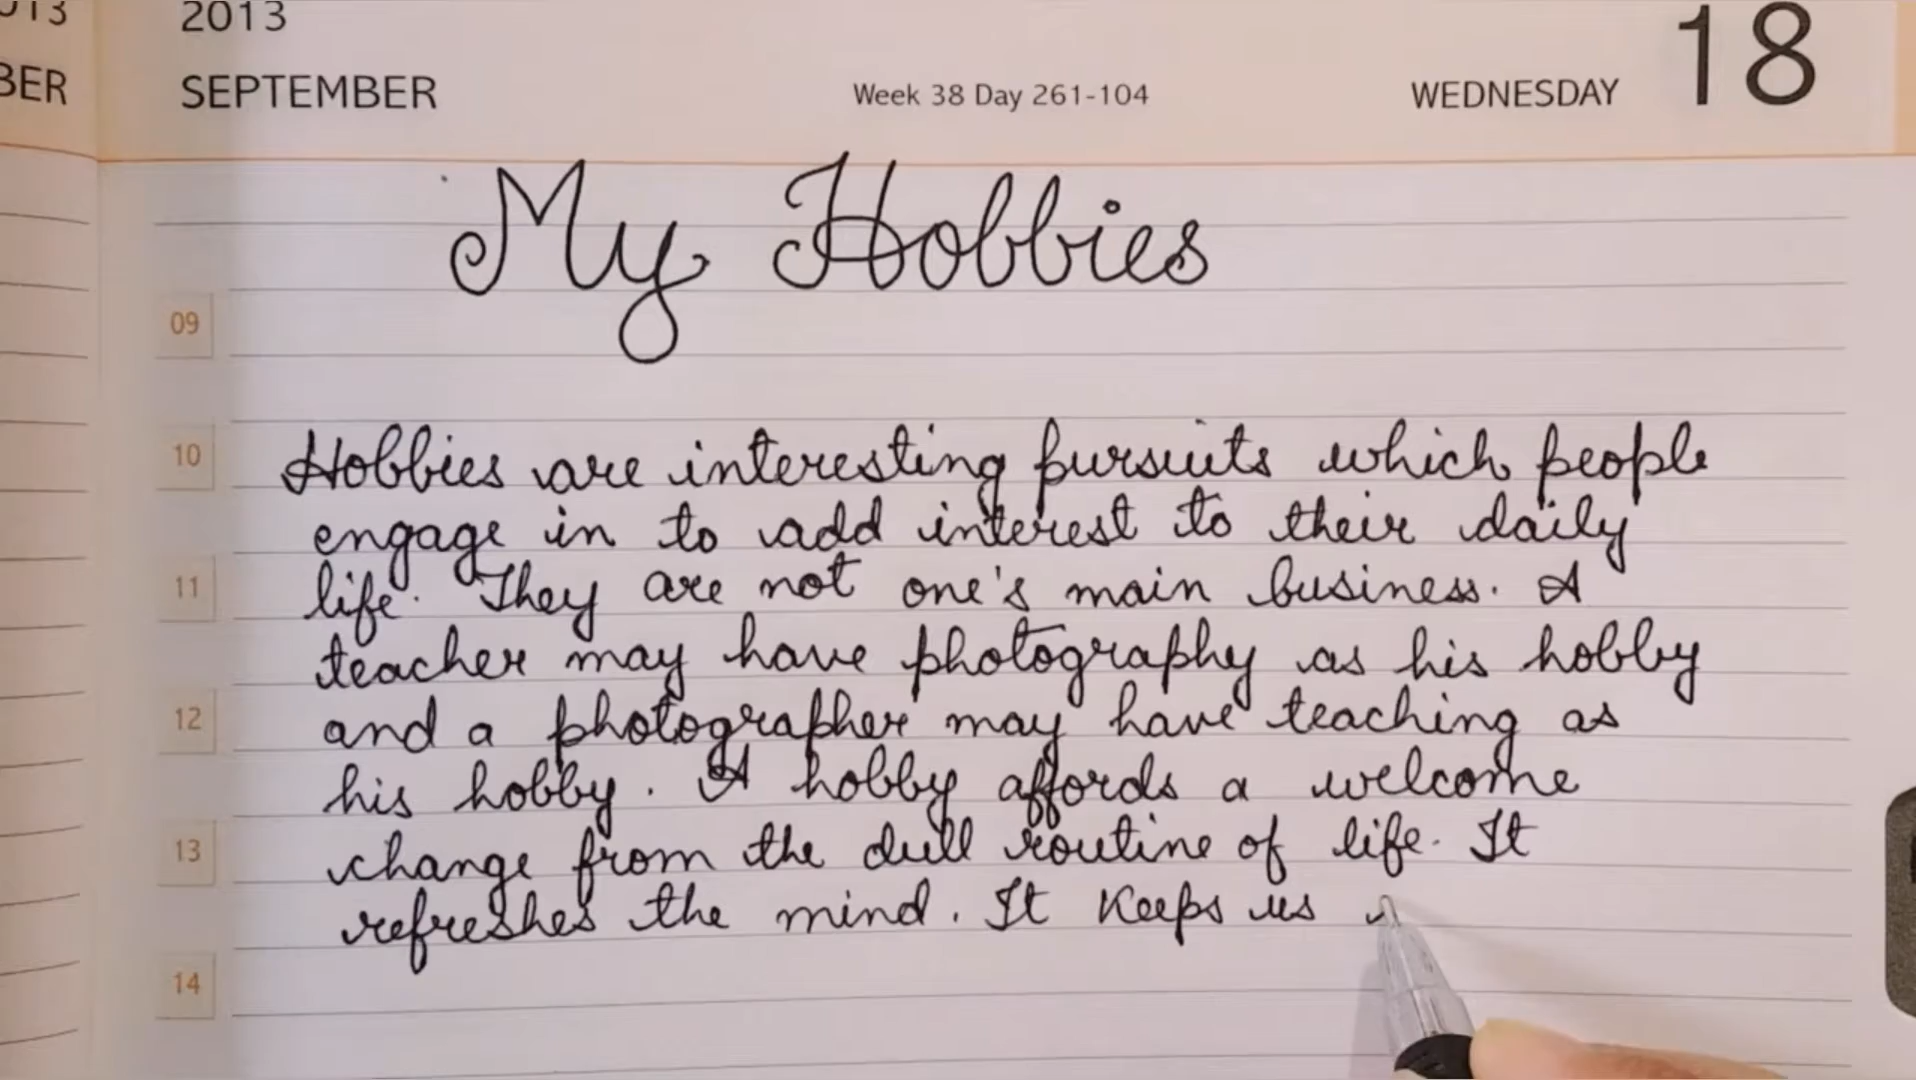 2013
SEPTEMBER Week 38 Day 261-104 WEDNESDAY 18
BER
My Hobbies
09
10 Hobbies are interesting pursuits which people
engage in to add interest to their daily
11 life. They are not one's main business. A
teacher may have photography as his hobby
12 and a photographer may have teaching as
his hobby. A hobby affords a welcome
13 change from the dull routine of life. It
refreshes the mind. It Keeps us
14